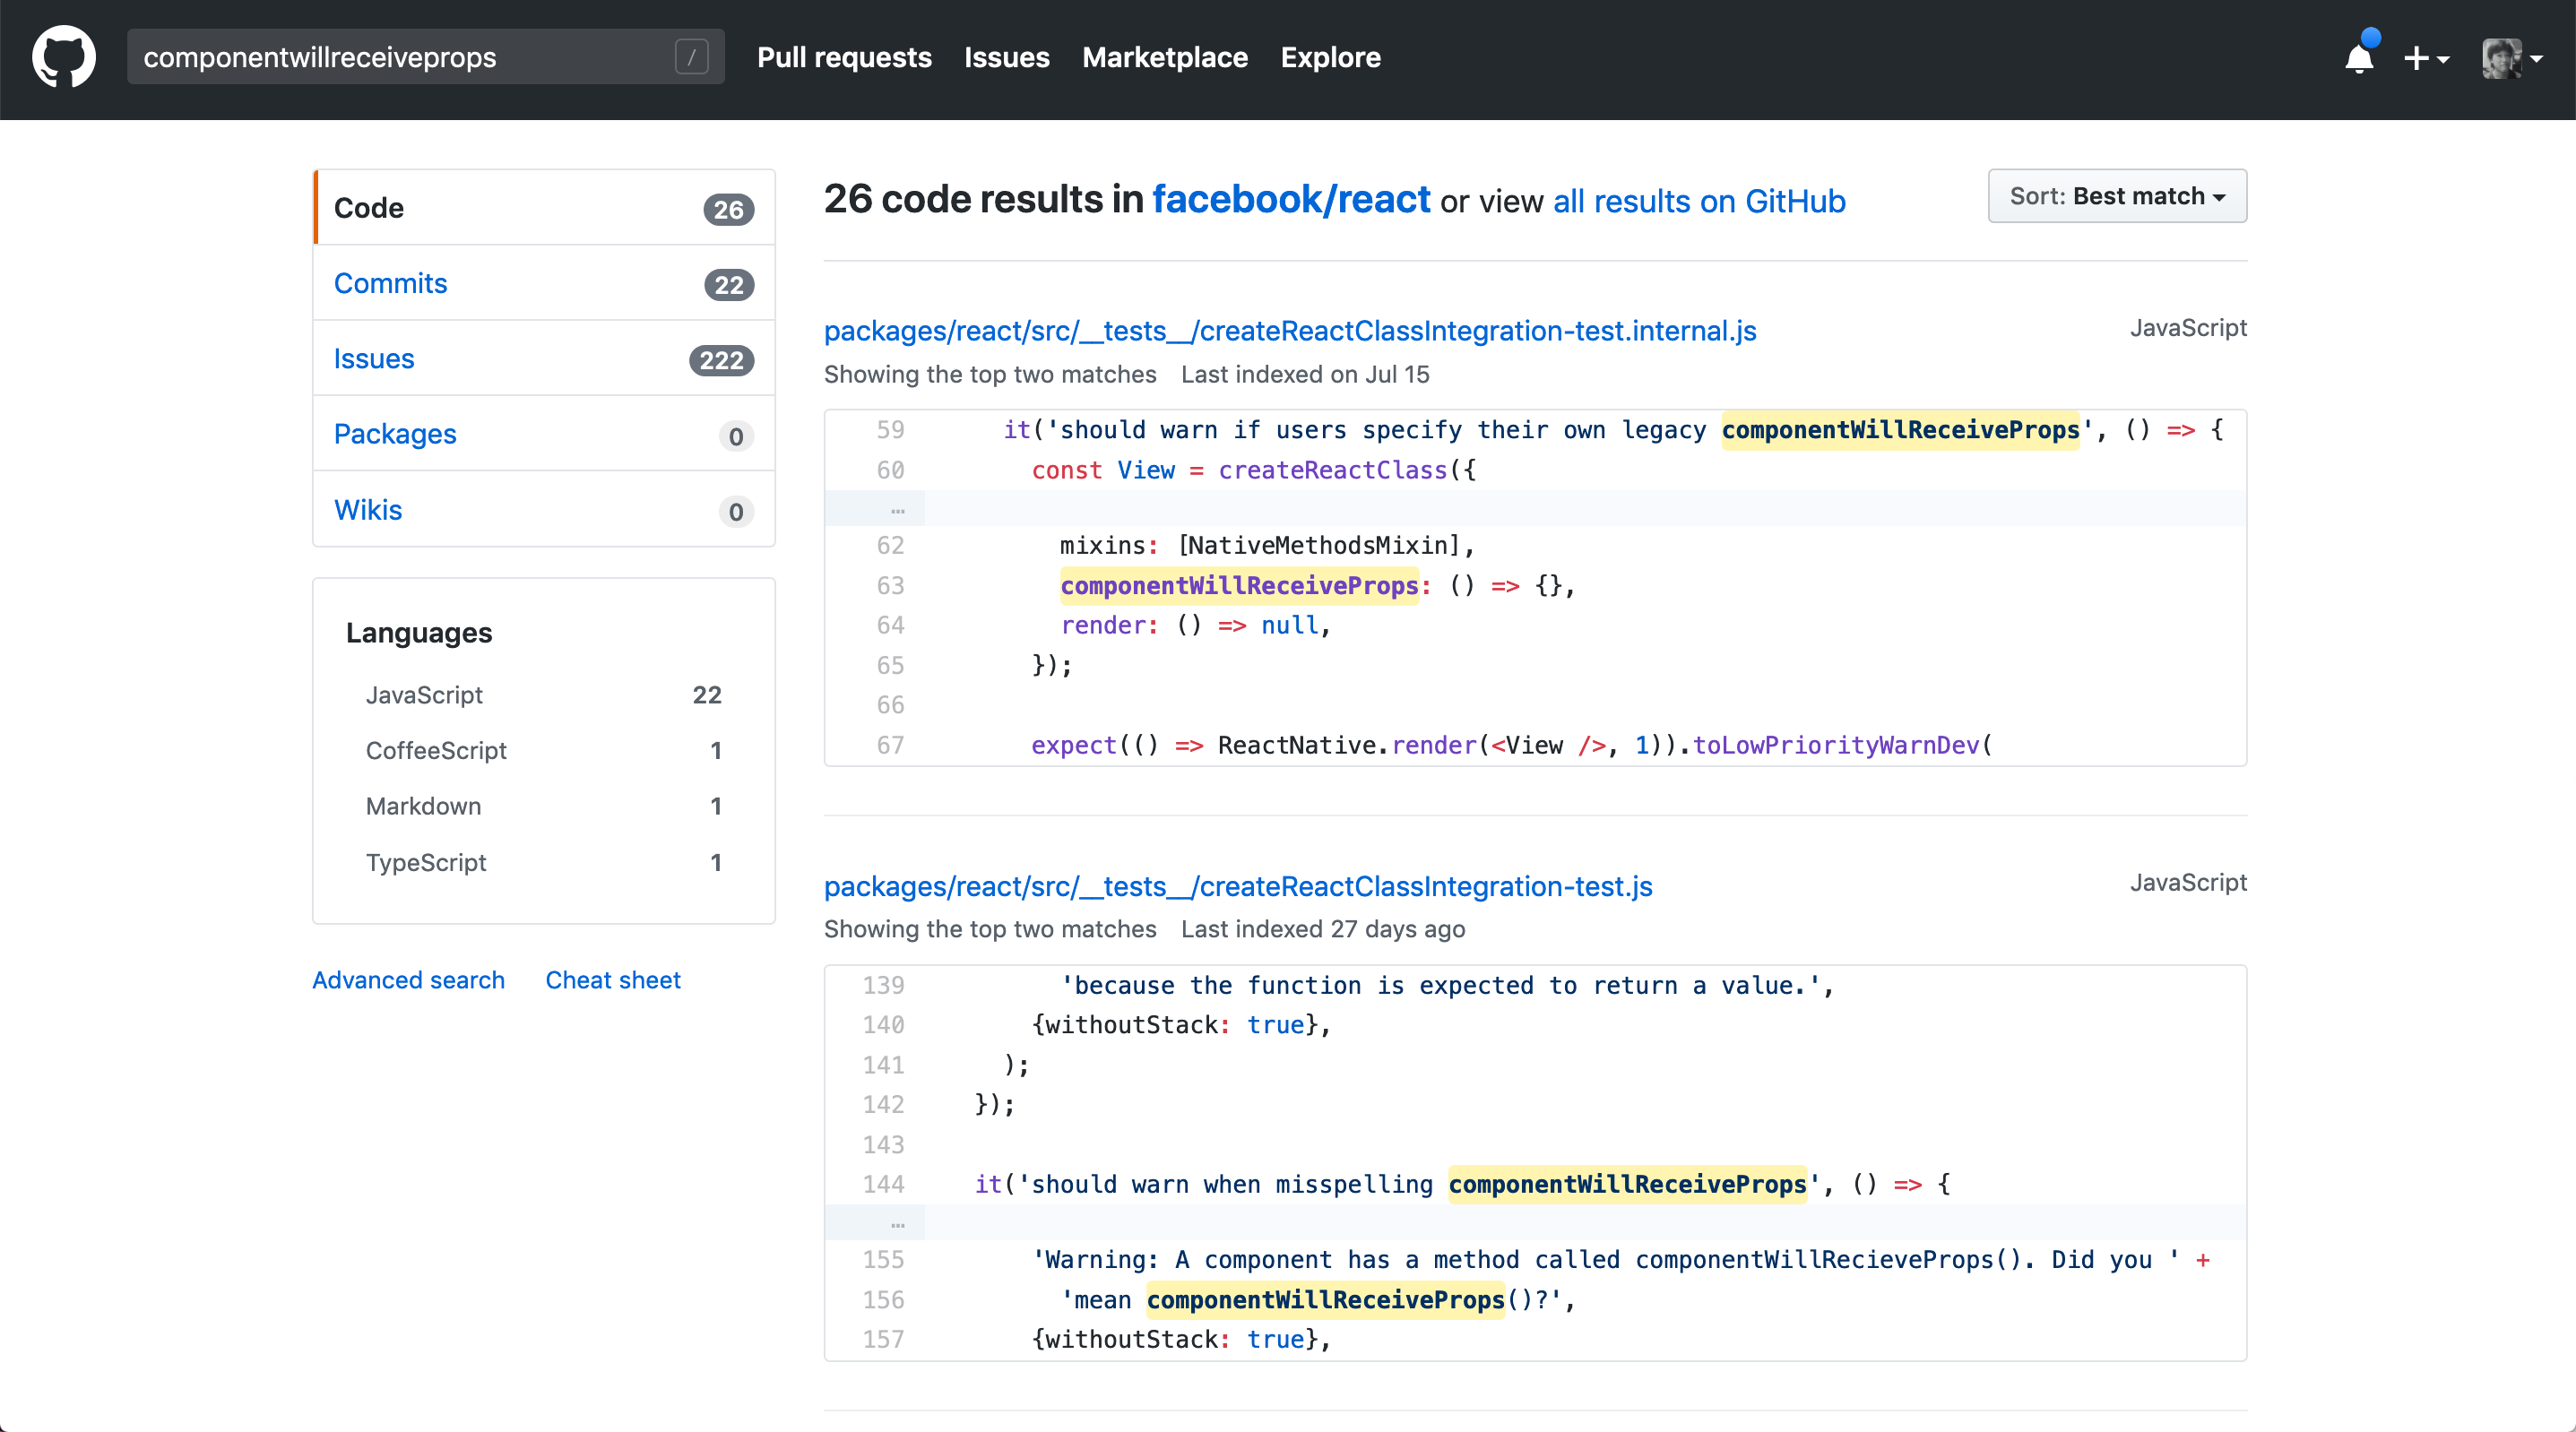 componentwillreceiveprops / Pull requests Issues Marketplace Explore
Code 26
Commits 22
Issues 222
Packages 0
Wikis 0
Languages
JavaScript 22
CoffeeScript 1
Markdown 1
TypeScript 1
Advanced search Cheat sheet
26 code results in facebook/react or view all results on GitHub Sort: Best match
packages/react/src/__tests__/createReactClassIntegration-test.internal.js JavaScript
Showing the top two matches Last indexed on Jul 15
59 it('should warn if users specify their own legacy componentWillReceiveProps', () => {
60 const View = createReactClass({
…
62 mixins: [NativeMethodsMixin],
63 componentWillReceiveProps: () => {},
64 render: () => null,
65 });
66
67 expect(() => ReactNative.render(<View />, 1)).toLowPriorityWarnDev(
packages/react/src/__tests__/createReactClassIntegration-test.js JavaScript
Showing the top two matches Last indexed 27 days ago
139 'because the function is expected to return a value.',
140 {withoutStack: true},
141 );
142 });
143
144 it('should warn when misspelling componentWillReceiveProps', () => {
…
155 'Warning: A component has a method called componentWillRecieveProps(). Did you ' +
156 'mean componentWillReceiveProps()?',
157 {withoutStack: true},